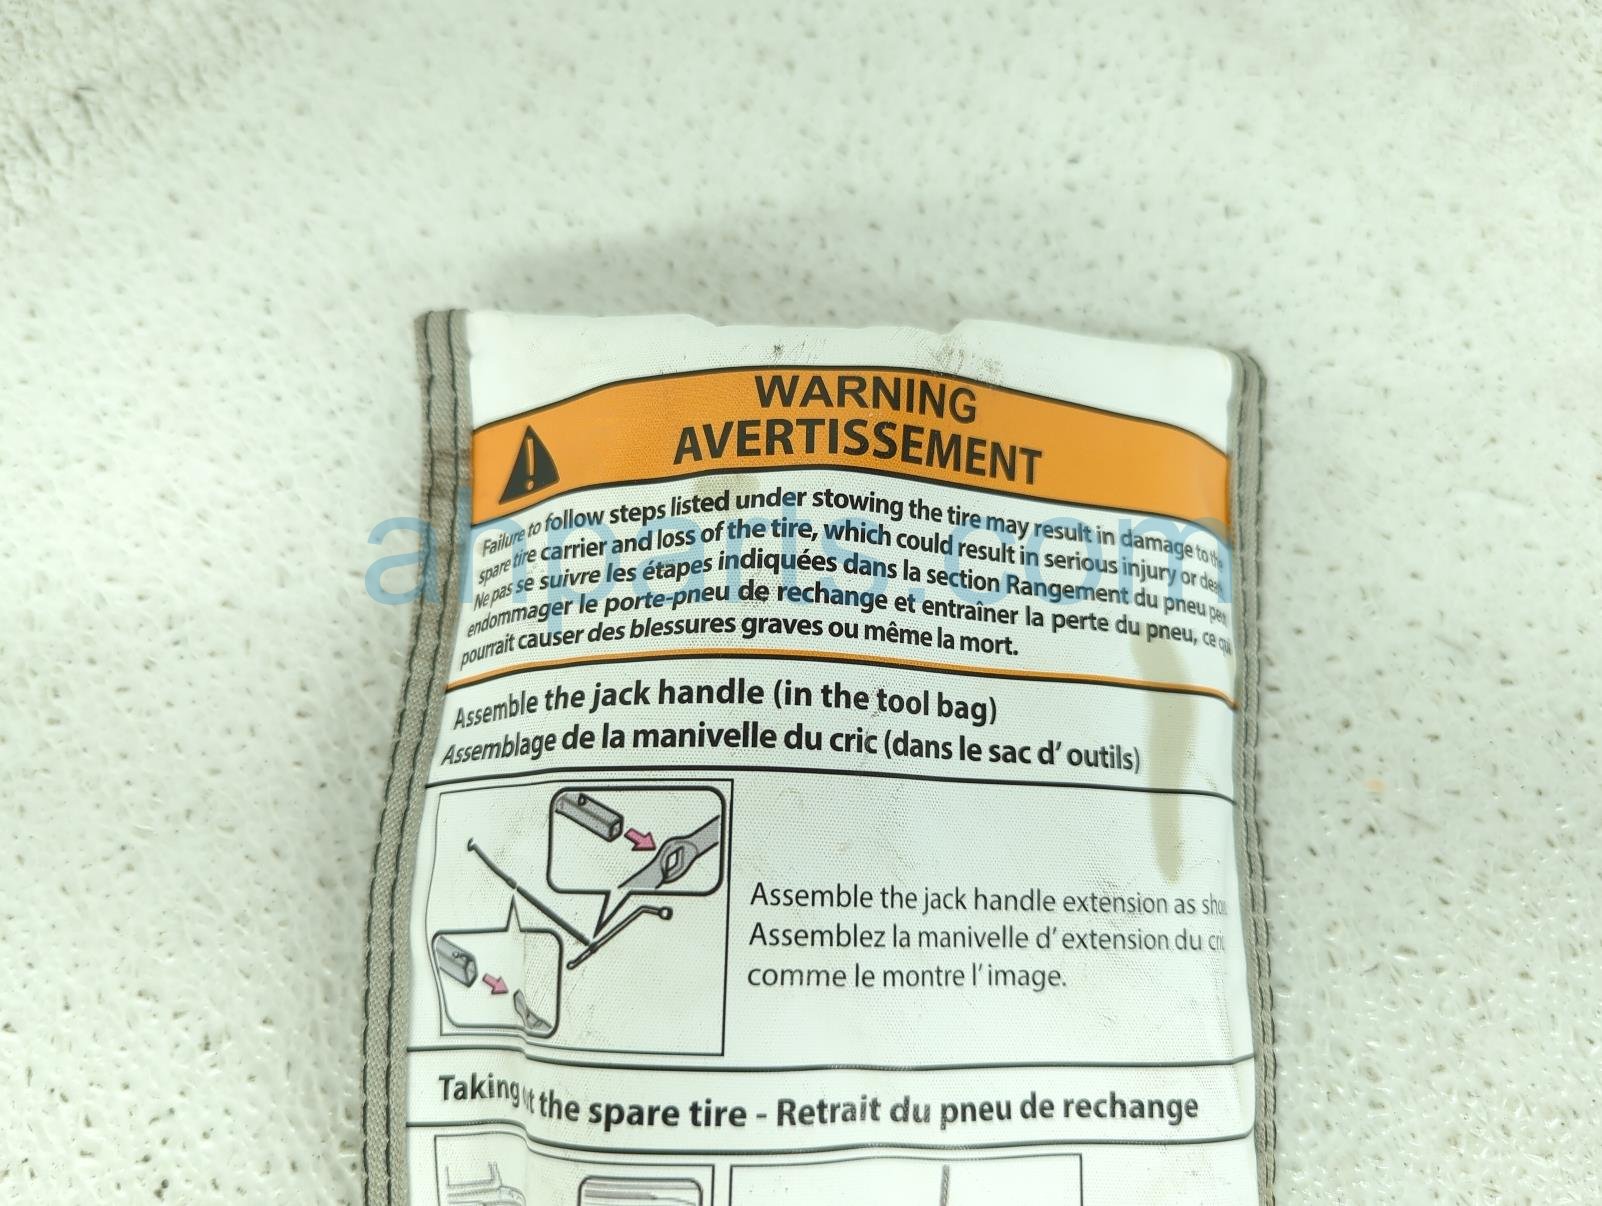 WARNING
AVERTISSEMENT
Failure to follow steps listed under stowing the tire may result in damage to the
spare tire carrier and loss of the tire, which could result in serious injury or
Ne pas se suivre les étapes indiquées dans la section Rangement du pneu
endommager le porte-pneu de rechange et entraîner la perte du pneu, ce
pourrait causer des blessures graves ou même la mort.
Assemble the jack handle (in the tool bag)
Assemblage de la manivelle du cric (dans le sac d' outils)
Assemble the jack handle extension as
Assemblez la manivelle d' extension du
comme le montre l' image.
Taking the spare tire - Retrait du pneu de rechange
ahparts.com